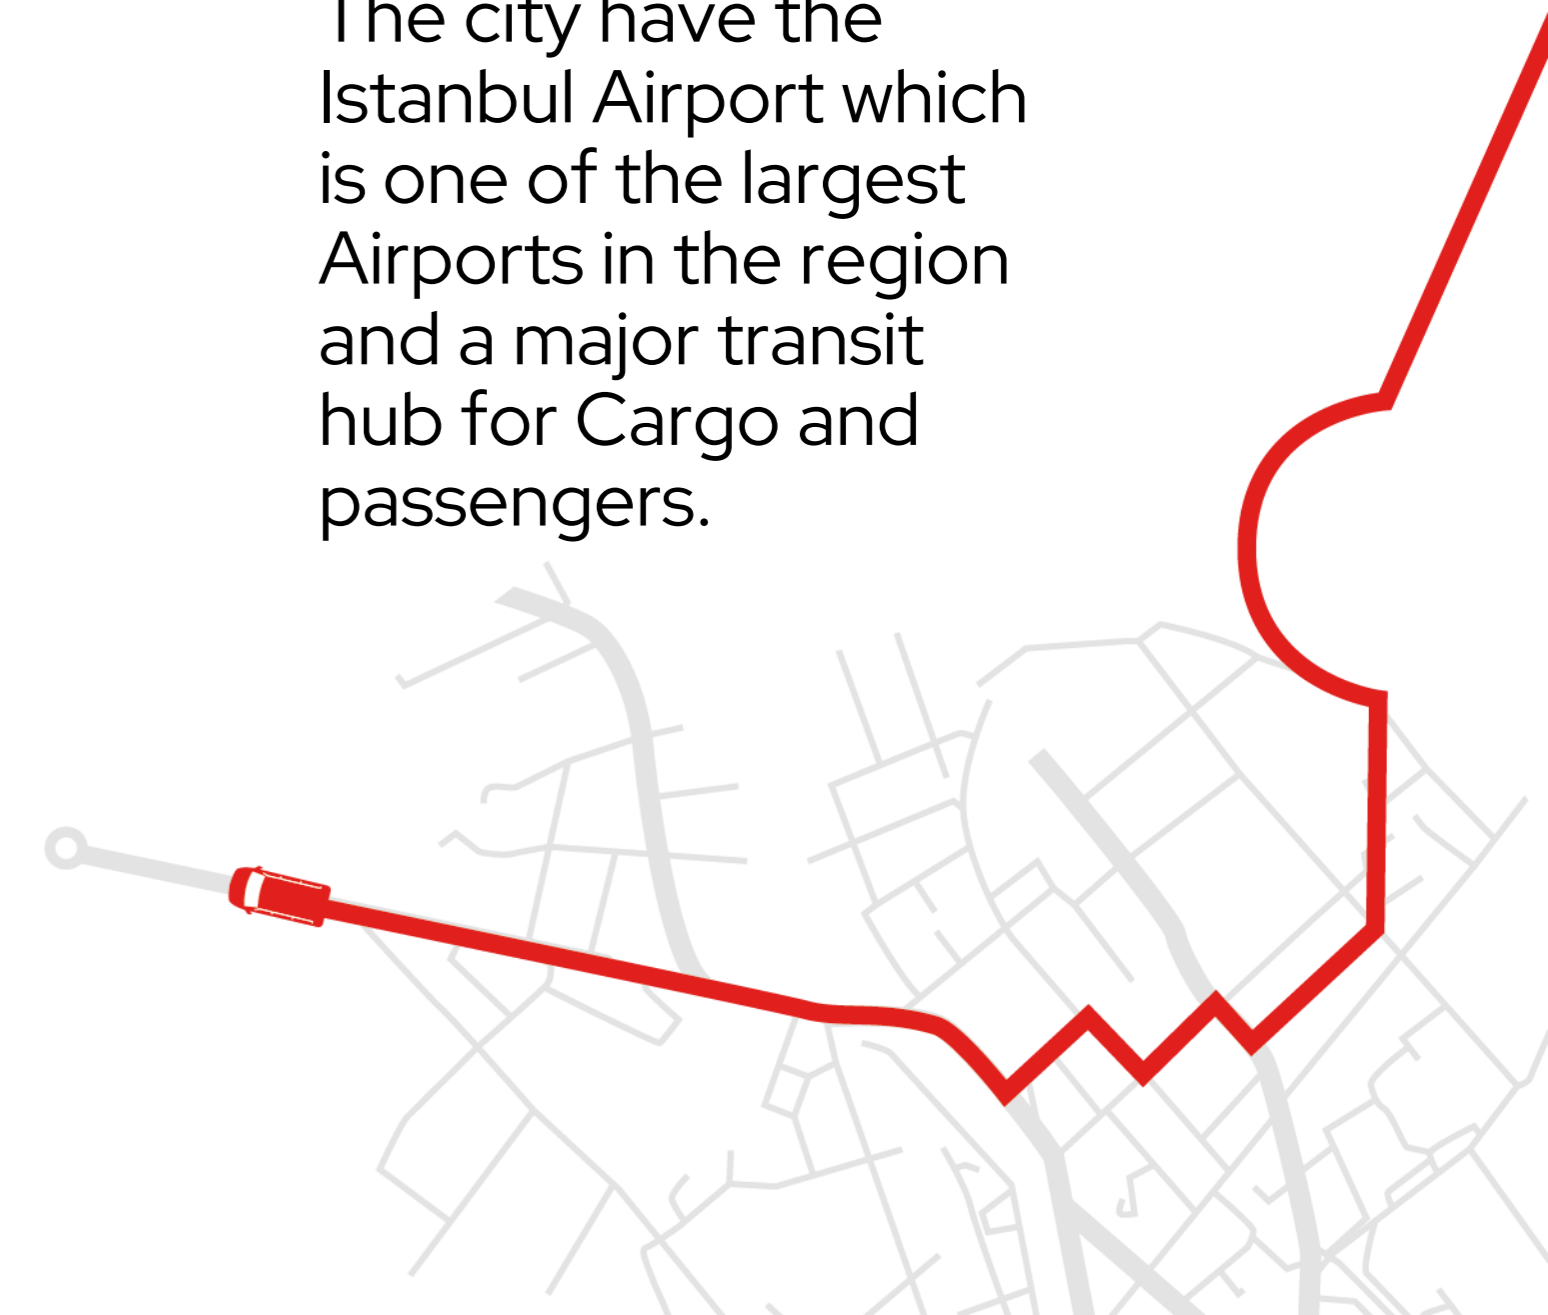 The city have the
Istanbul Airport which
is one of the largest
Airports in the region
and a major transit
hub for Cargo and
passengers.